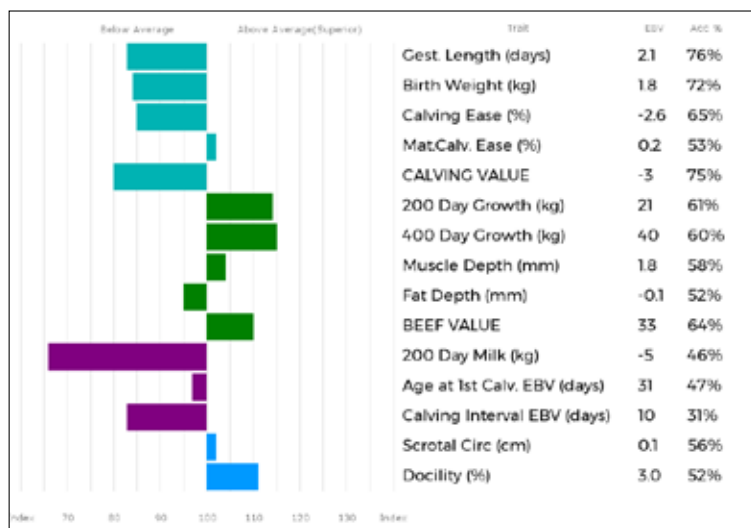 Below Average Above Average(Superior) Trait EBV Acc %
Gest. Length (days) 2.1 76%
Birth Weight (kg) 1.8 72%
Calving Ease (%) -2.6 65%
Mat.Calv. Ease (%) 0.2 53%
CALVING VALUE -3 75%
200 Day Growth (kg) 21 61%
400 Day Growth (kg) 40 60%
Muscle Depth (mm) 1.8 58%
Fat Depth (mm) -0.1 52%
BEEF VALUE 33 64%
200 Day Milk (kg) -5 46%
Age at 1st Calv. EBV (days) 31 47%
Calving Interval EBV (days) 10 31%
Scrotal Circ (cm) 0.1 56%
Docility (%) 3.0 52%
Index 70 80 90 100 110 120 130 Index